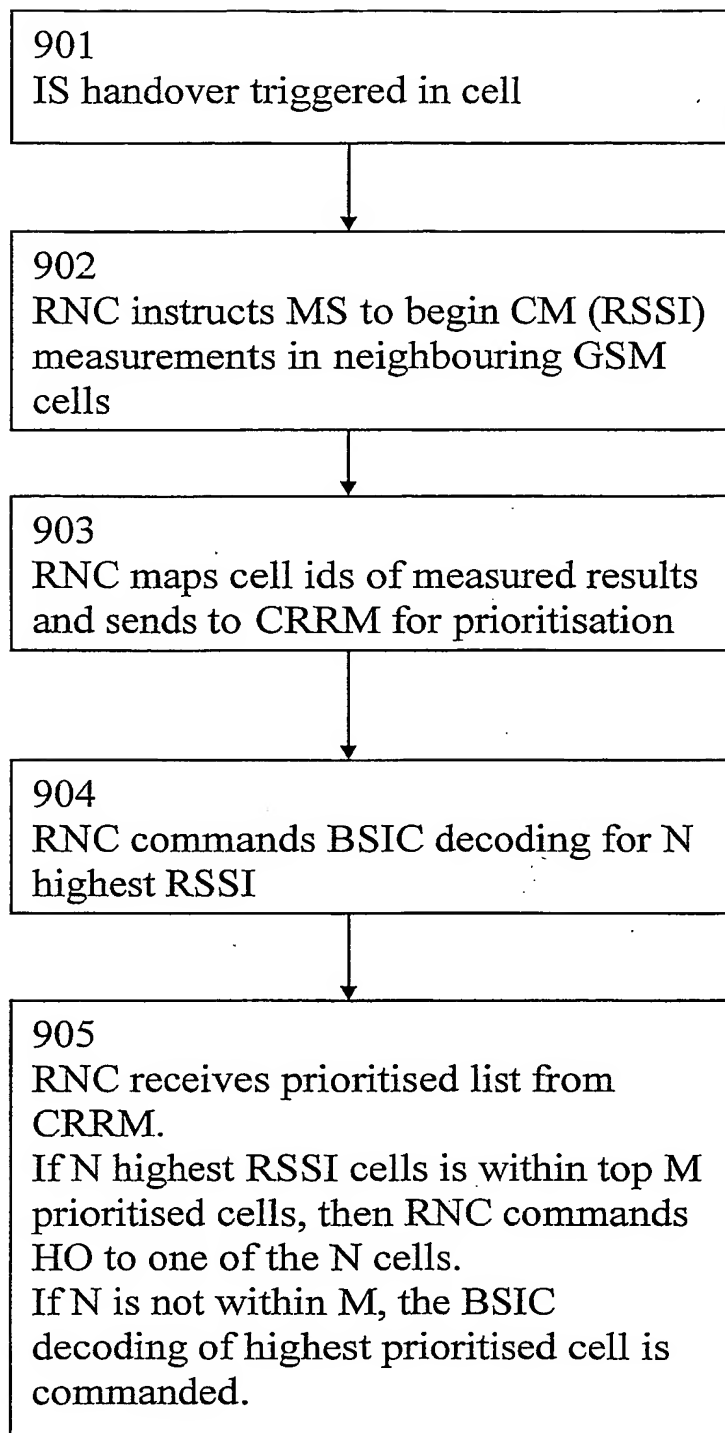 901
IS handover triggered in cell
902
RNC instructs MS to begin CM (RSSI)
measurements in neighbouring GSM
cells
903
RNC maps cell ids of measured results
and sends to CRRM for prioritisation
904
RNC commands BSIC decoding for N
highest RSSI
905
RNC receives prioritised list from
CRRM.
If N highest RSSI cells is within top M
prioritised cells, then RNC commands
HO to one of the N cells.
If N is not within M, the BSIC
decoding of highest prioritised cell is
commanded.